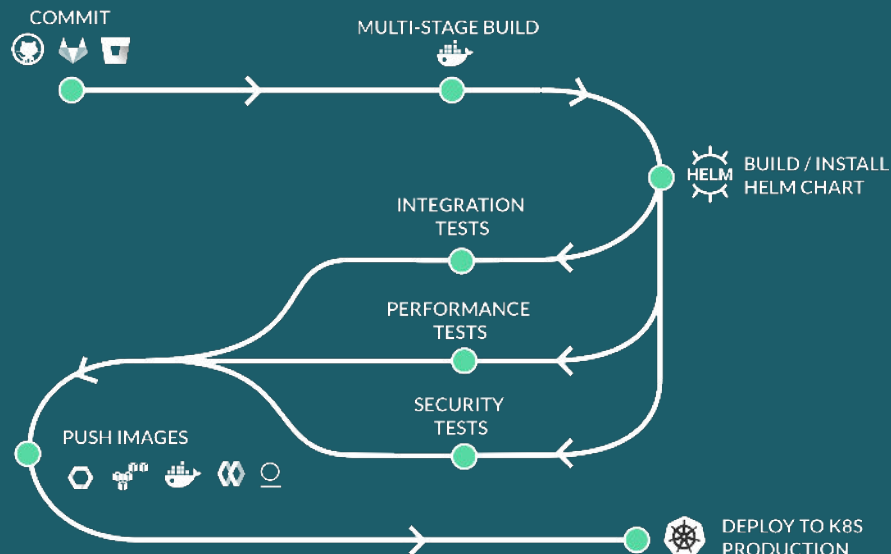 COMMIT
MULTI-STAGE BUILD
HELM
BUILD / INSTALL
HELM CHART
INTEGRATION
TESTS
PERFORMANCE
TESTS
SECURITY
TESTS
PUSH IMAGES
DEPLOY TO K8S
PRODUCTION